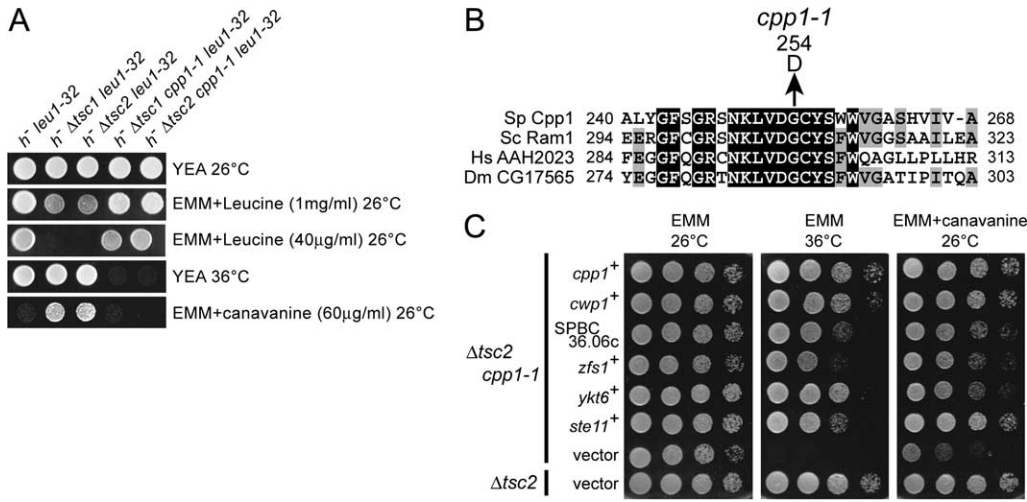 A
h⁻ leu1-32
h⁻ Δtsc1 leu1-32
h⁻ Δtsc2 leu1-32
h⁻ Δtsc1 cpp1-1 leu1-32
h⁻ Δtsc2 cpp1-1 leu1-32
YEA 26°C
EMM+Leucine (1mg/ml) 26°C
EMM+Leucine (40μg/ml) 26°C
YEA 36°C
EMM+canavanine (60μg/ml) 26°C
B
cpp1-1
254
D
Sp Cpp1 240 ALYGFSGRSNKLVDGCYSWWVGASHVIV-A 268
Sc Ram1 294 EERGFCGRSNKLVDGCYSFWVGGSAAILEA 323
Hs AAH2023 284 FEGGFQGRCNKLVDGCYSFWQAGLLPLLHR 313
Dm CG17565 274 YEGGFQGRTNKLVDGCYSFWVGATIPITQA 303
C
EMM
26°C
EMM
36°C
EMM+canavanine
26°C
Δtsc2
cpp1-1
cpp1⁺
cwp1⁺
SPBC
36.06c
zfs1⁺
ykt6⁺
ste11⁺
vector
Δtsc2 vector